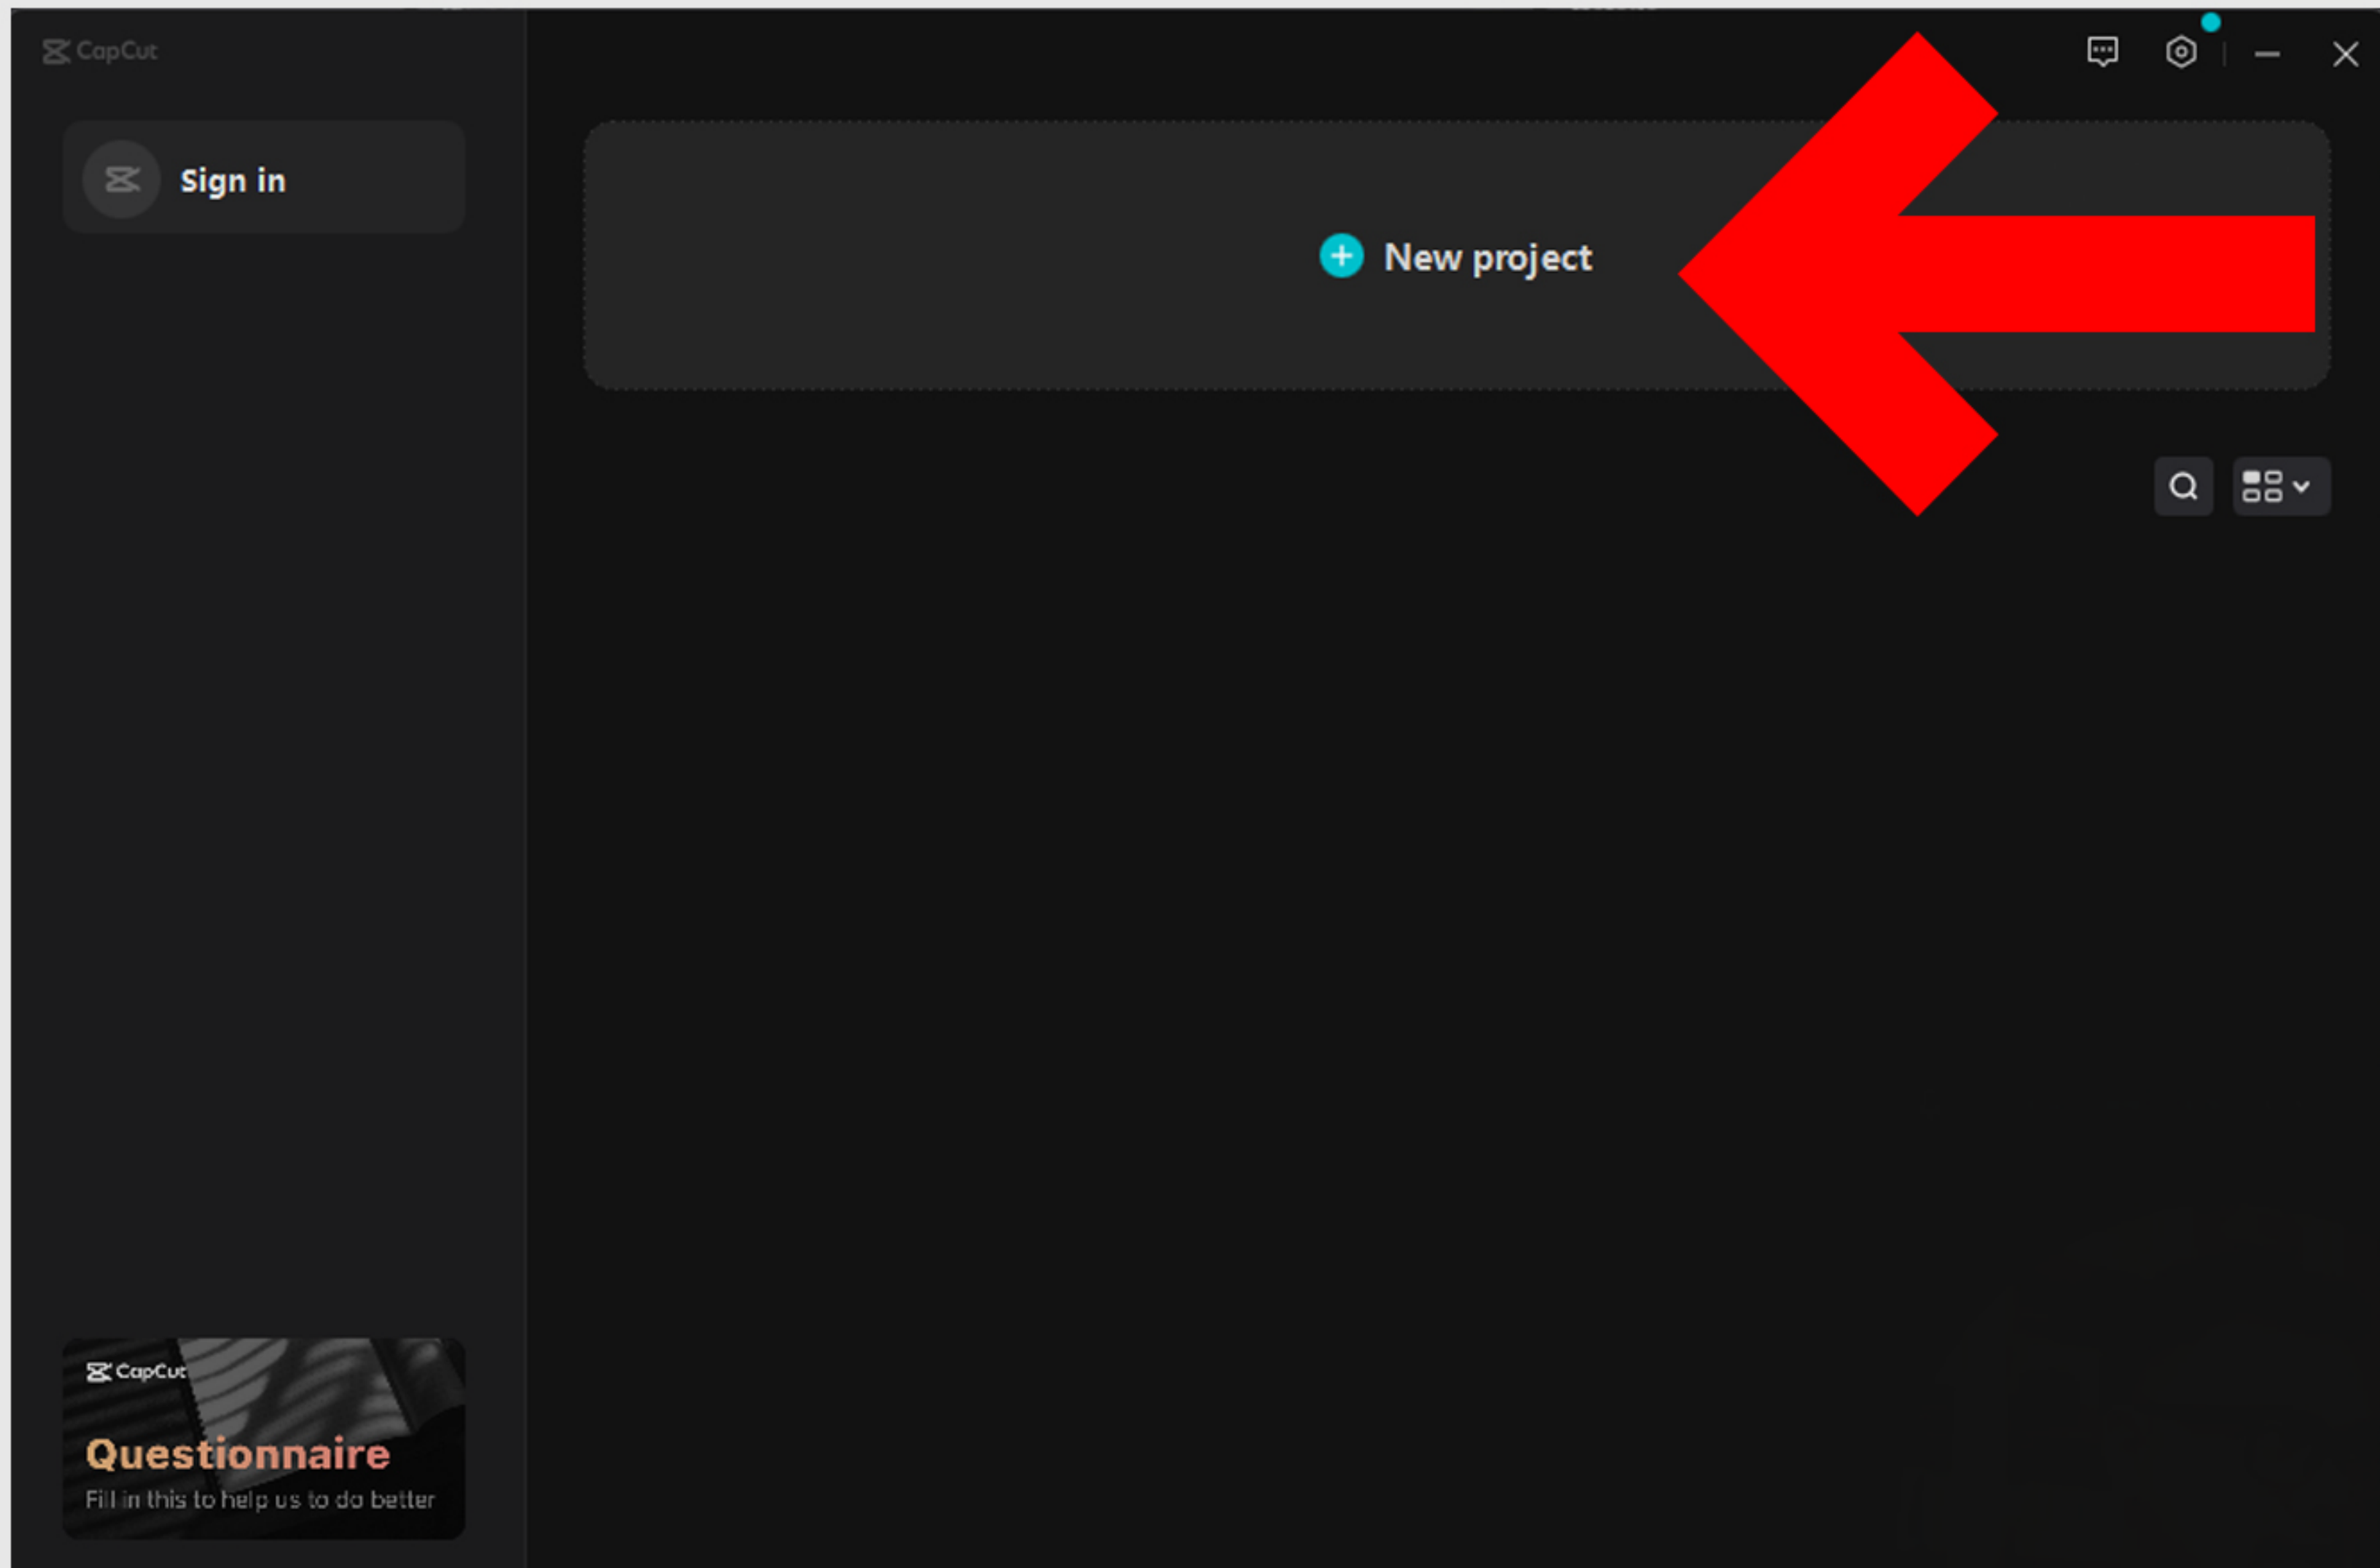 CapCut
Sign in
New project
CapCut
Questionnaire
Fill in this to help us to do better